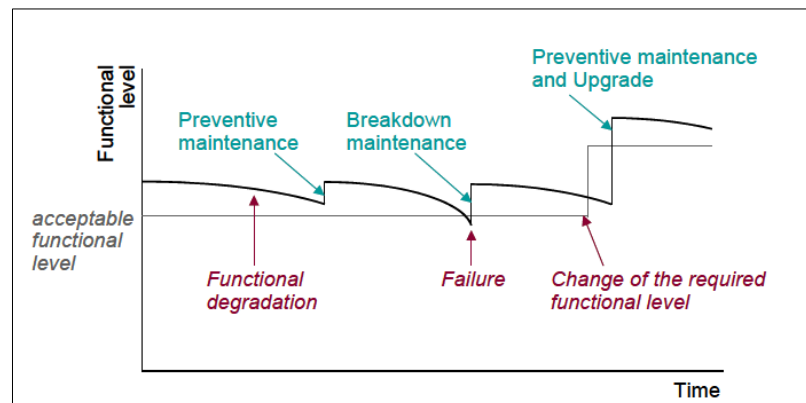 Functional
level
Preventive maintenance
and Upgrade
Preventive
maintenance
Breakdown
maintenance
acceptable
functional
level
Functional
degradation
Failure
Change of the required
functional level
Time